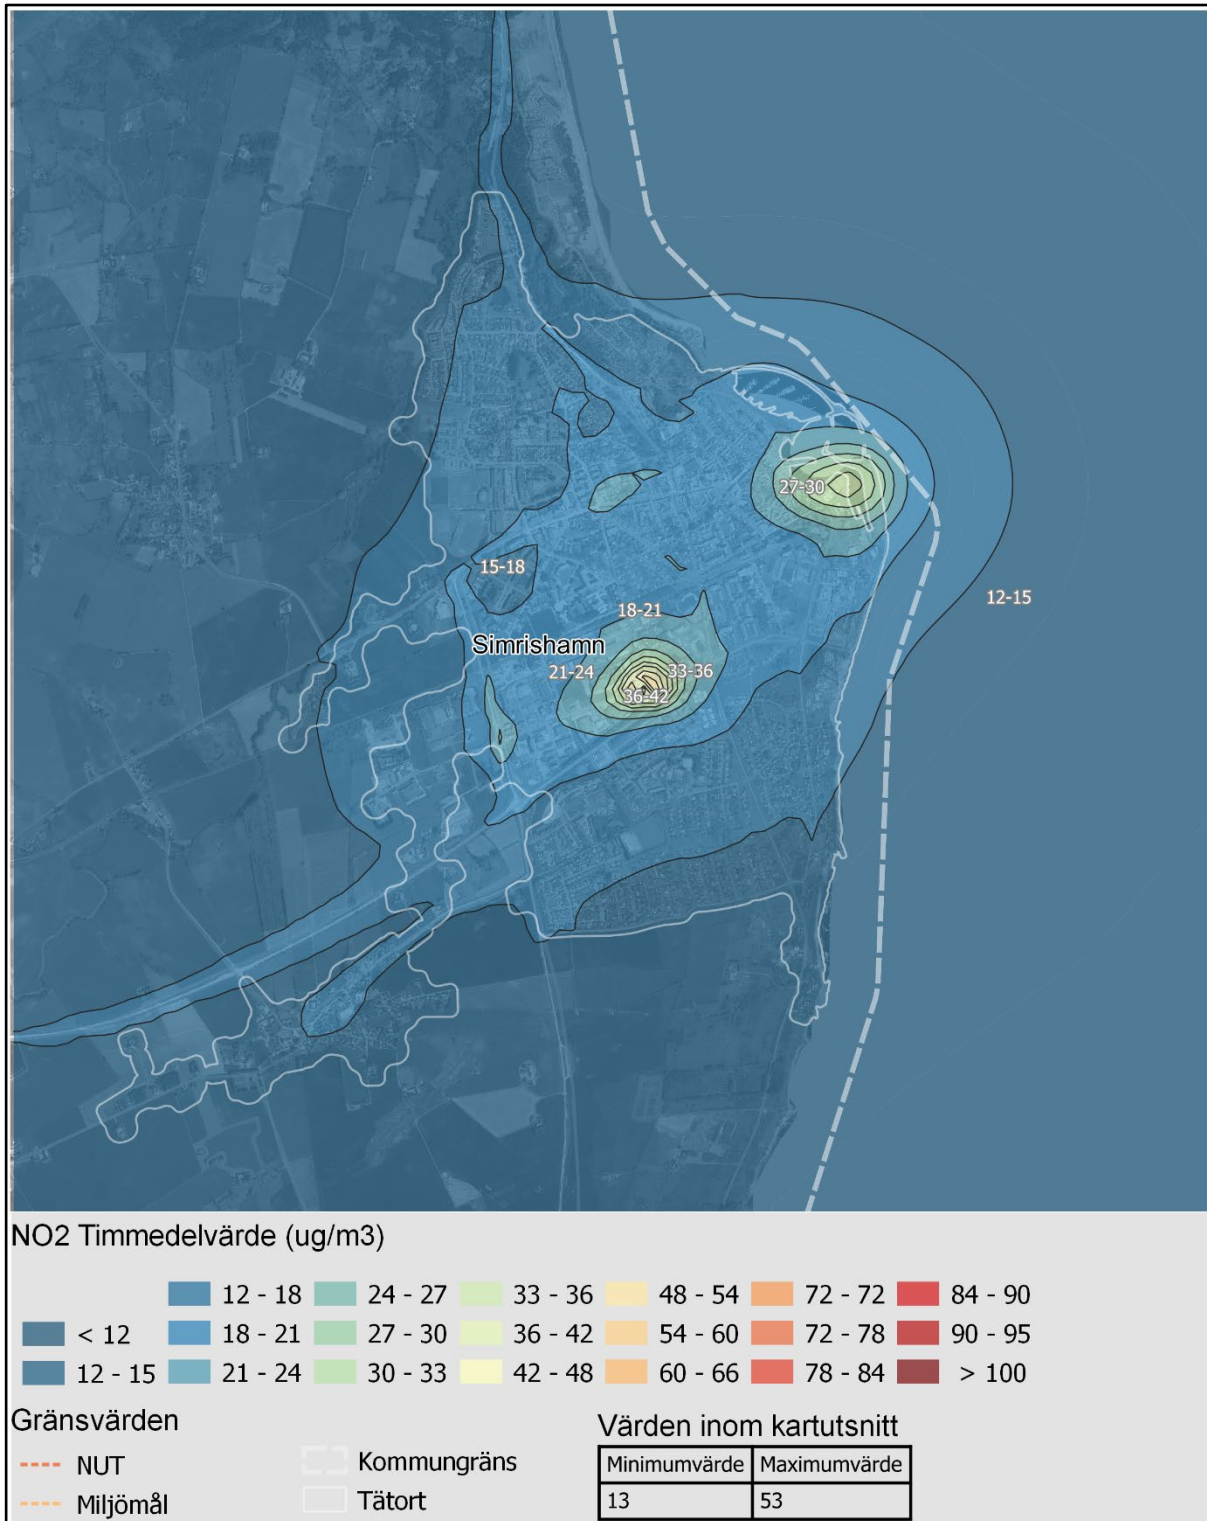 27-30
15-18
12-15
18-21
Simrishamn
21-24
33-36
36-42
NO2 Timmedelvärde (ug/m3)
12 - 18 24 - 27 33 - 36 48 - 54 72 - 72 84 - 90
< 12 18 - 21 27 - 30 36 - 42 54 - 60 72 - 78 90 - 95
12 - 15 21 - 24 30 - 33 42 - 48 60 - 66 78 - 84 > 100
Gränsvärden
Värden inom kartutsnitt
NUT
Kommungräns
Minimumvärde Maximumvärde
Miljömål
Tätort
13 53